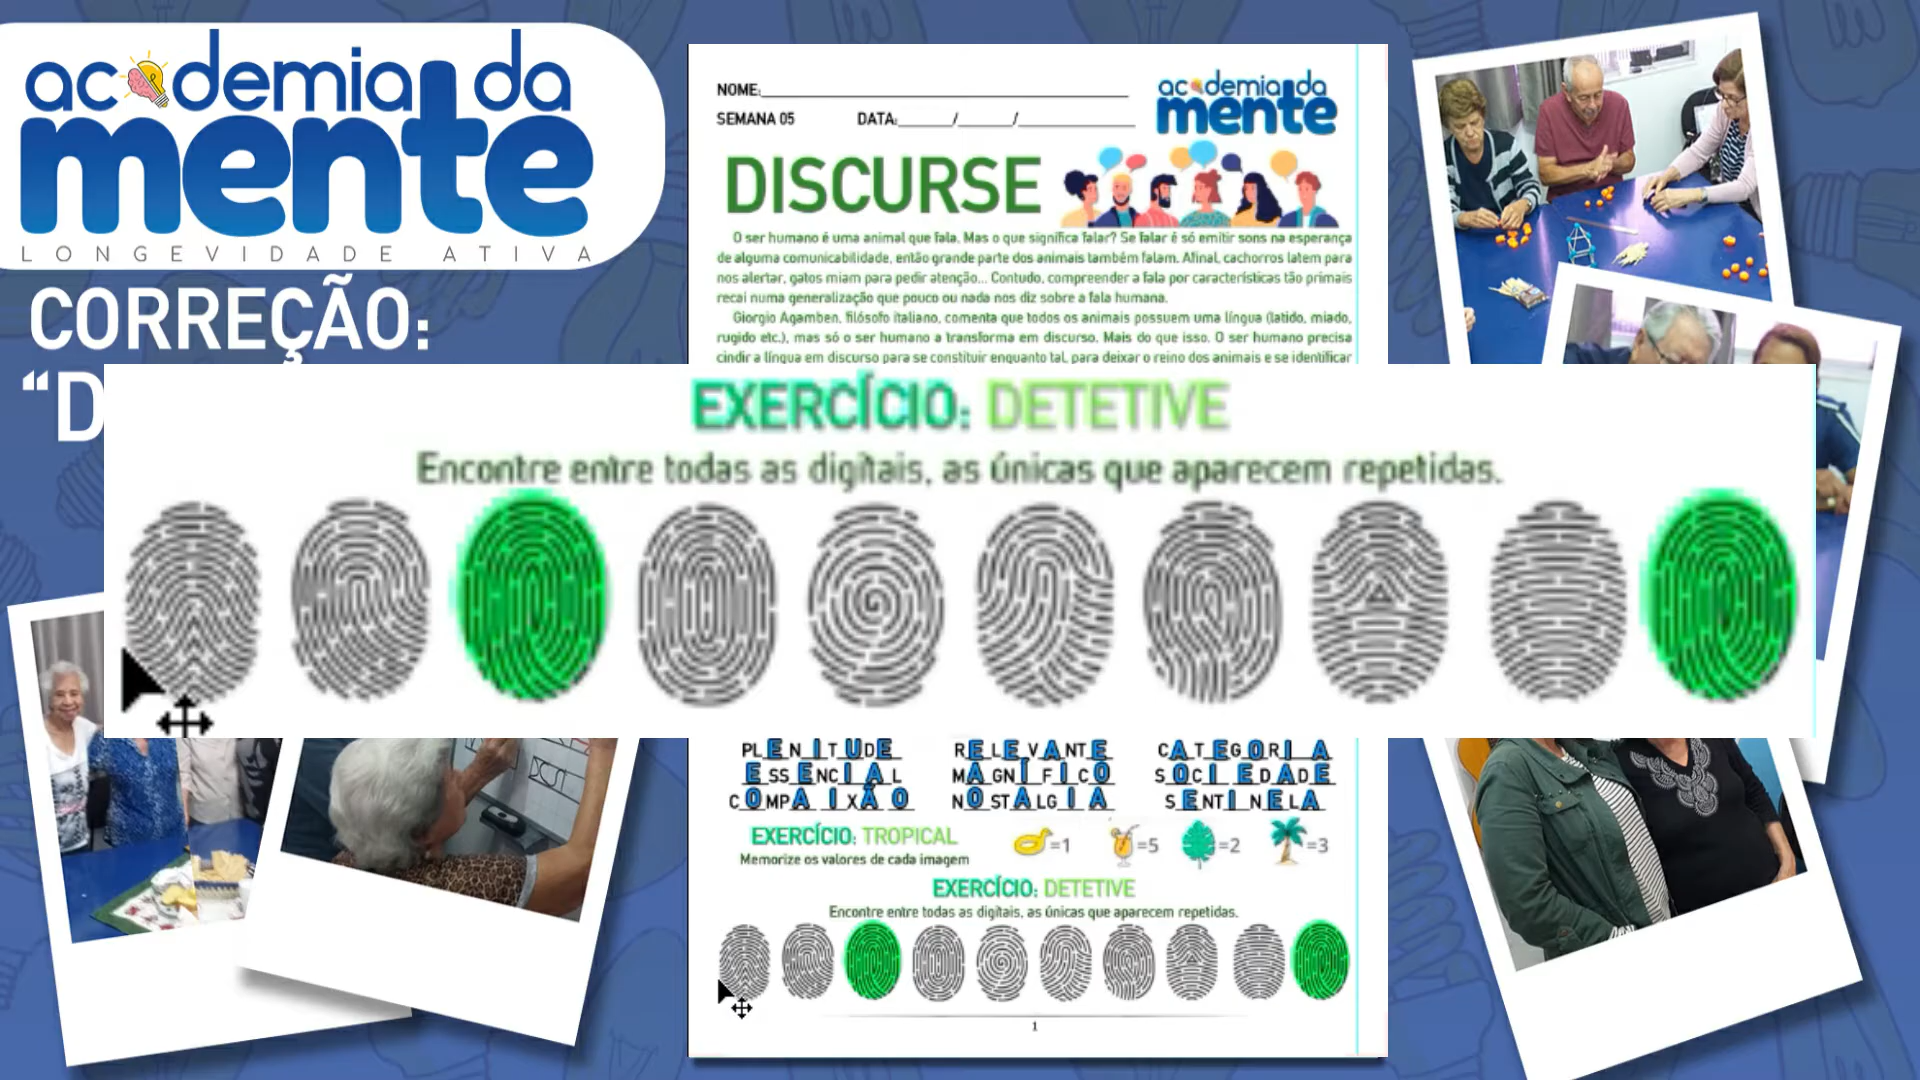 academia da
mente
LONGEVIDADE ATIVA
CORREÇÃO:
“D
NOME:
SEMANA 05 DATA: / /
academia da
mente
DISCURSE
O ser humano é uma animal que fala. Mas o que significa falar? Se falar é só emitir sons na esperança
de alguma comunicabilidade, então grande parte dos animais também falam. Afinal, cachorros latem para
nos alertar, gatos miam para pedir atenção... Contudo, compreender a fala por características tão primais
recai numa generalização que pouco ou nada nos diz sobre a fala humana.
Giorgio Agamben, filósofo italiano, comenta que todos os animais possuem uma língua (latido, miado,
rugido etc.), mas só o ser humano a transforma em discurso. Mais do que isso. O ser humano precisa
cindir a língua em discurso para se constituir enquanto tal, para deixar o reino dos animais e se identificar
EXERCÍCIO: DETETIVE
Encontre entre todas as digitais, as únicas que aparecem repetidas.
PLENITUDE RELEVANTE CATEGORIA
ESSENCIAL MAGNÍFICO SOCIEDADE
COMPAIXÃO NOSTALGIA SENTINELA
EXERCÍCIO: TROPICAL =1 =5 =2 =3
Memorize os valores de cada imagem
EXERCÍCIO: DETETIVE
Encontre entre todas as digitais, as únicas que aparecem repetidas.
1